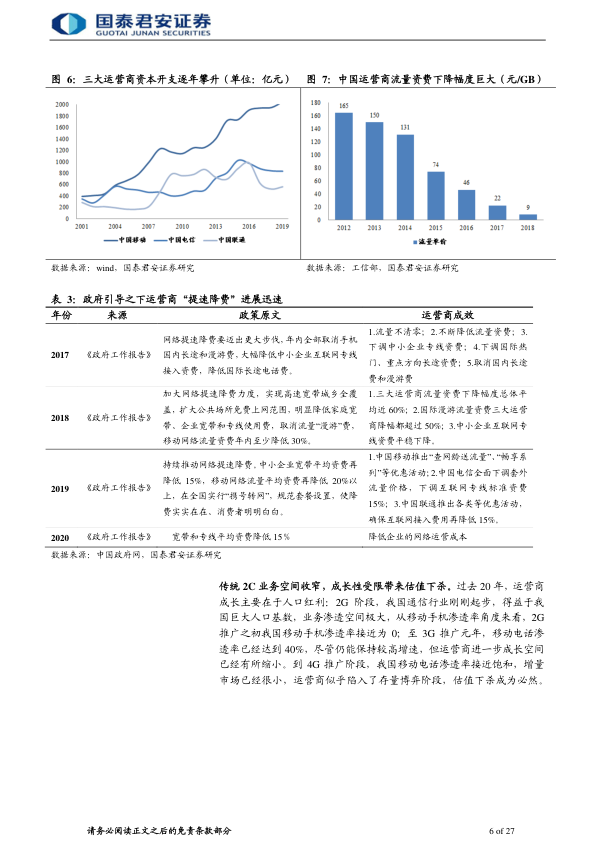 国泰君安证券
GUOTAI JUNAN SECURITIES
图 6：三大运营商资本开支逐年攀升（单位：亿元）
2000
1800
1600
1400
1200
1000
800
600
400
200
0
2001 2004 2007 2010 2013 2016 2019
中国移动 中国电信 中国联通
数据来源：wind，国泰君安证券研究
图 7：中国运营商流量资费下降幅度巨大（元/GB）
180
160
140
120
100
80
60
40
20
0
165
150
131
74
46
22
9
2012 2013 2014 2015 2016 2017 2018
流量单价
数据来源：工信部，国泰君安证券研究
表 3：政府引导之下运营商“提速降费”进展迅速
年份 来源 政策原文 运营商成效
2017 《政府工作报告》
网络提速降费要迈出更大步伐，年内全部取消手机
国内长途和漫游费，大幅降低中小企业互联网专线
接入资费，降低国际长途电话费。
1.流量不清零；2.不断降低流量资费；3.
下调中小企业专线资费；4.下调国际热
门、重点方向长途资费；5.取消国内长途
费和漫游费
2018 《政府工作报告》
加大网络提速降费力度，实现高速宽带城乡全覆
盖，扩大公共场所免费上网范围，明显降低家庭宽
带、企业宽带和专线使用费，取消流量“漫游”费，
移动网络流量资费年内至少降低 30%。
1.三大运营商流量资费下降幅度总体平
均近 60%；2.国际漫游流量资费三大运营
商降幅都超过 50%；3.中小企业互联网专
线资费平稳下降。
2019 《政府工作报告》
持续推动网络提速降费。中小企业宽带平均资费再
降低 15%，移动网络流量平均资费再降低 20%以
上，在全国实行“携号转网”，规范套餐设置，使降
费实实在在、消费者明明白白。
1.中国移动推出“查网龄送流量”，“畅享系
列”等优惠活动；2.中国电信全面下调套外
流量价格，下调互联网专线标准资费
15%；3.中国联通推出各类等优惠活动，
确保互联网接入费用再降低 15%。
2020 《政府工作报告》 宽带和专线平均资费降低 15％ 降低企业的网络运营成本
数据来源：中国政府网，国泰君安证券研究
传统 2C 业务空间收窄，成长性受限带来估值下杀。过去 20 年，运营商
成长主要在于人口红利：2G 阶段，我国通信行业刚刚起步，得益于我
国巨大人口基数，业务渗透空间极大，从移动手机渗透率角度来看，2G
推广之初我国移动手机渗透率接近为 0；至 3G 推广元年，移动电话渗
透率已经达到 40%，尽管仍能保持较高增速，但运营商进一步成长空间
已经有所缩小。到 4G 推广阶段，我国移动电话渗透率接近饱和，增量
市场已经很小，运营商似乎陷入了存量博弈阶段，估值下杀成为必然。
请务必阅读正文之后的免责条款部分
6 of 27